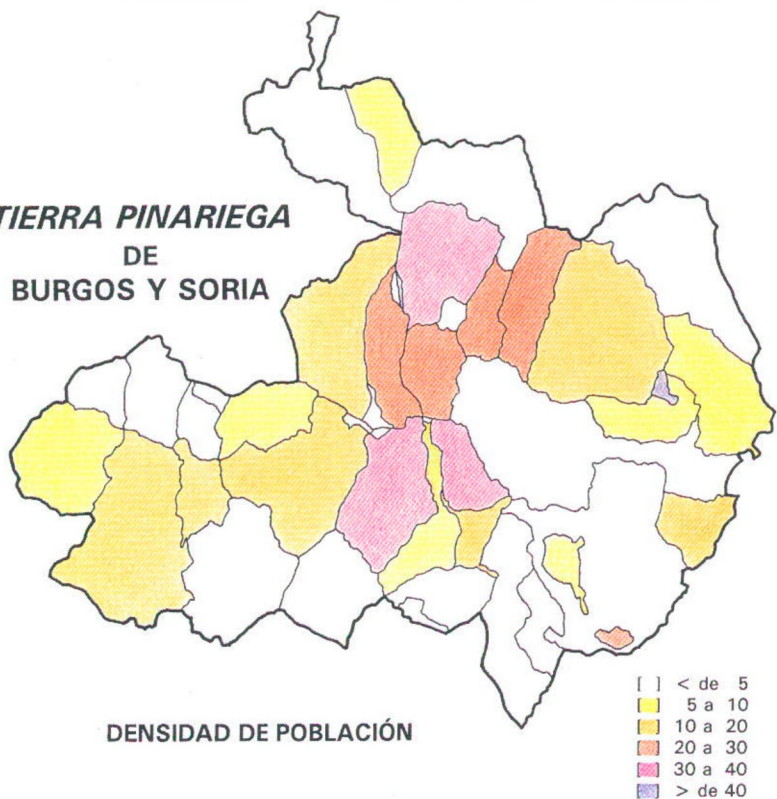 TIERRA PINARIEGA
DE
BURGOS Y SORIA
DENSIDAD DE POBLACIÓN
[ ] < de 5
[ ] 5 a 10
[ ] 10 a 20
[ ] 20 a 30
[ ] 30 a 40
[ ] > de 40